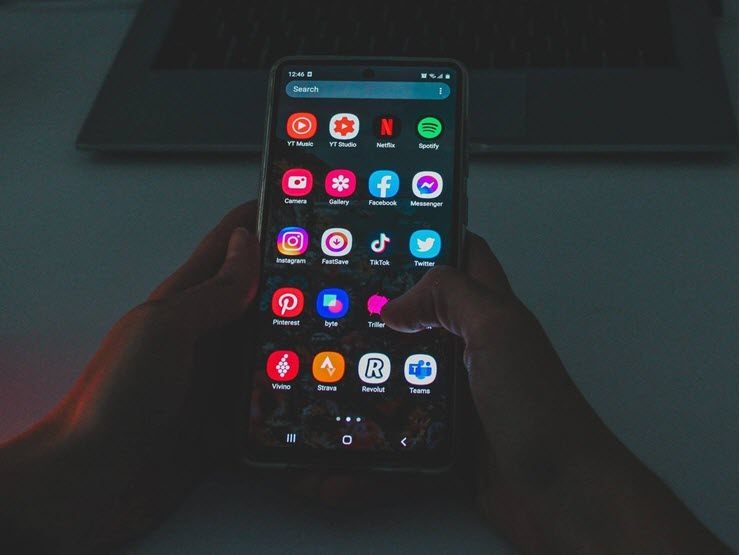 12:46
Search
YT Music YT Studio Netflix Spotify
Camera Gallery Facebook Messenger
Instagram FastSave TikTok Twitter
Pinterest byte Triller
Vivino Strava Revolut Teams